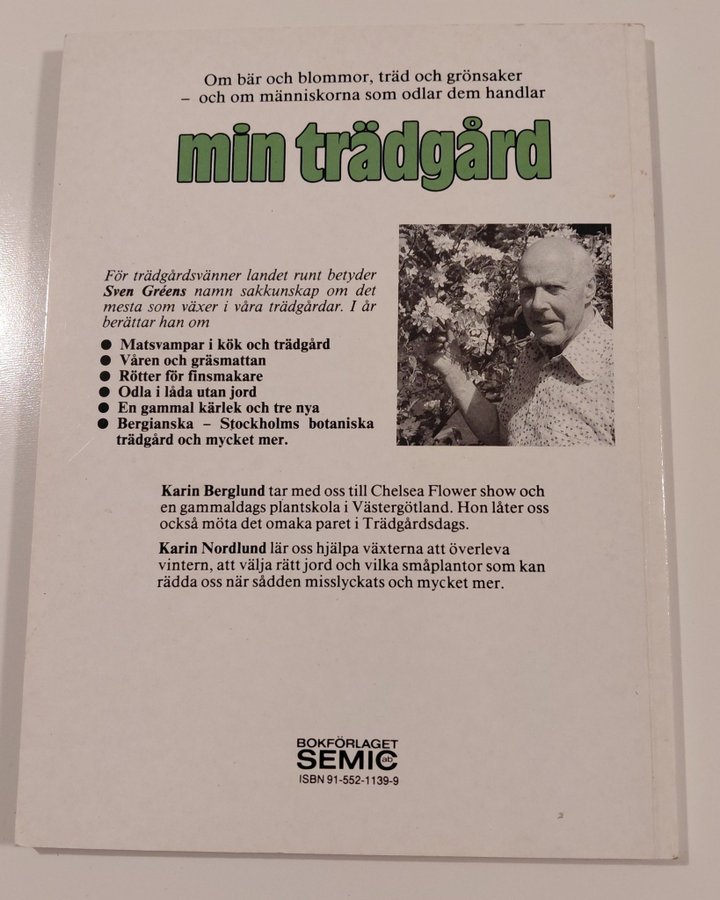 Om bär och blommor, träd och grönsaker
– och om människorna som odlar dem handlar
min trädgård
För trädgårdsvänner landet runt betyder
Sven Gréens namn sakkunskap om det
mesta som växer i våra trädgårdar. I år
berättar han om
● Matsvampar i kök och trädgård
● Våren och gräsmattan
● Rötter för finsmakare
● Odla i låda utan jord
● En gammal kärlek och tre nya
● Bergianska – Stockholms botaniska
trädgård och mycket mer.
Karin Berglund tar med oss till Chelsea Flower show och
en gammaldags plantskola i Västergötland. Hon låter oss
också möta det omaka paret i Trädgårdsdags.
Karin Nordlund lär oss hjälpa växterna att överleva
vintern, att välja rätt jord och vilka småplantor som kan
rädda oss när sådden misslyckats och mycket mer.
BOKFÖRLAGET
SEMIC ab
ISBN 91-552-1139-9